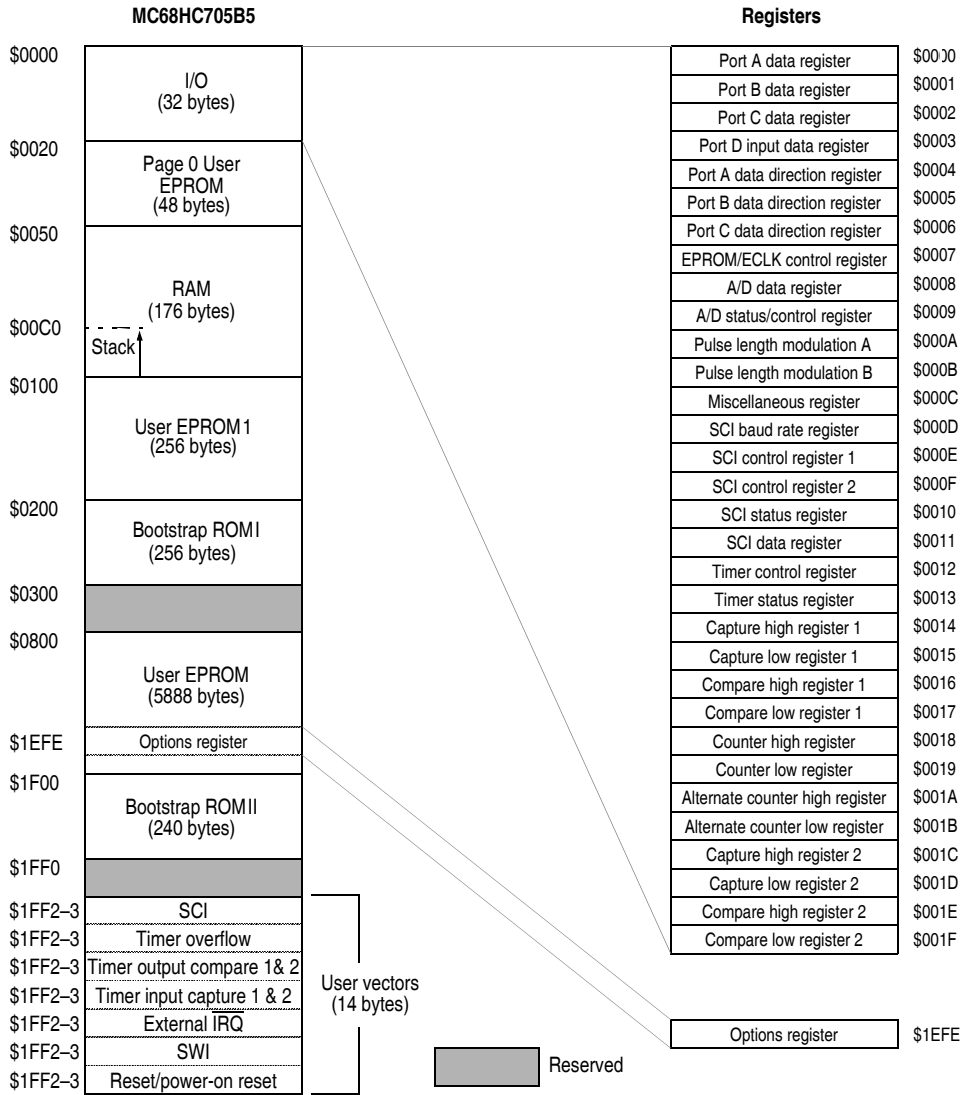 MC68HC705B5
$0000
I/O
(32 bytes)
$0020
Page 0 User
EPROM
(48 bytes)
$0050
RAM
(176 bytes)
$00C0
Stack
$0100
User EPROM1
(256 bytes)
$0200
Bootstrap ROMI
(256 bytes)
$0300
$0800
User EPROM
(5888 bytes)
$1EFE Options register
$1F00
Bootstrap ROMII
(240 bytes)
$1FF0
$1FF2–3 SCI
$1FF2–3 Timer overflow
$1FF2–3 Timer output compare 1& 2
$1FF2–3 Timer input capture 1 & 2
$1FF2–3 External IRQ
$1FF2–3 SWI
$1FF2–3 Reset/power-on reset
User vectors
(14 bytes)
Reserved
Registers
Port A data register $0000
Port B data register $0001
Port C data register $0002
Port D input data register $0003
Port A data direction register $0004
Port B data direction register $0005
Port C data direction register $0006
EPROM/ECLK control register $0007
A/D data register $0008
A/D status/control register $0009
Pulse length modulation A $000A
Pulse length modulation B $000B
Miscellaneous register $000C
SCI baud rate register $000D
SCI control register 1 $000E
SCI control register 2 $000F
SCI status register $0010
SCI data register $0011
Timer control register $0012
Timer status register $0013
Capture high register 1 $0014
Capture low register 1 $0015
Compare high register 1 $0016
Compare low register 1 $0017
Counter high register $0018
Counter low register $0019
Alternate counter high register $001A
Alternate counter low register $001B
Capture high register 2 $001C
Capture low register 2 $001D
Compare high register 2 $001E
Compare low register 2 $001F
Options register $1EFE